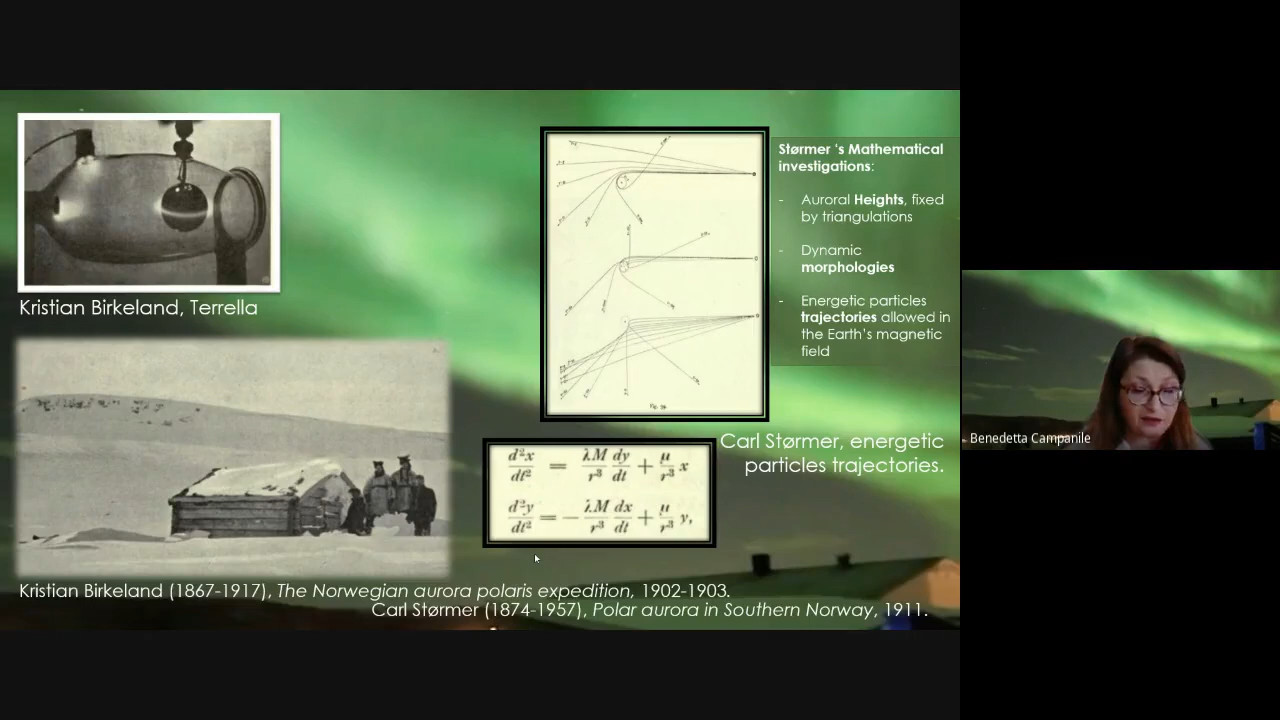 Kristian Birkeland, Terrella
Størmer 's Mathematical
investigations:
- Auroral Heights, fixed
by triangulations
- Dynamic
morphologies
- Energetic particles
trajectories allowed in
the Earth's magnetic
field
Carl Størmer, energetic
particles trajectories.
d²x/dt² = λM/r³ dy/dt + μ/r³ x
d²y/dt² = − λM/r³ dx/dt + μ/r³ y,
Kristian Birkeland (1867-1917), The Norwegian aurora polaris expedition, 1902-1903.
Carl Størmer (1874-1957), Polar aurora in Southern Norway, 1911.
Benedetta Campanile